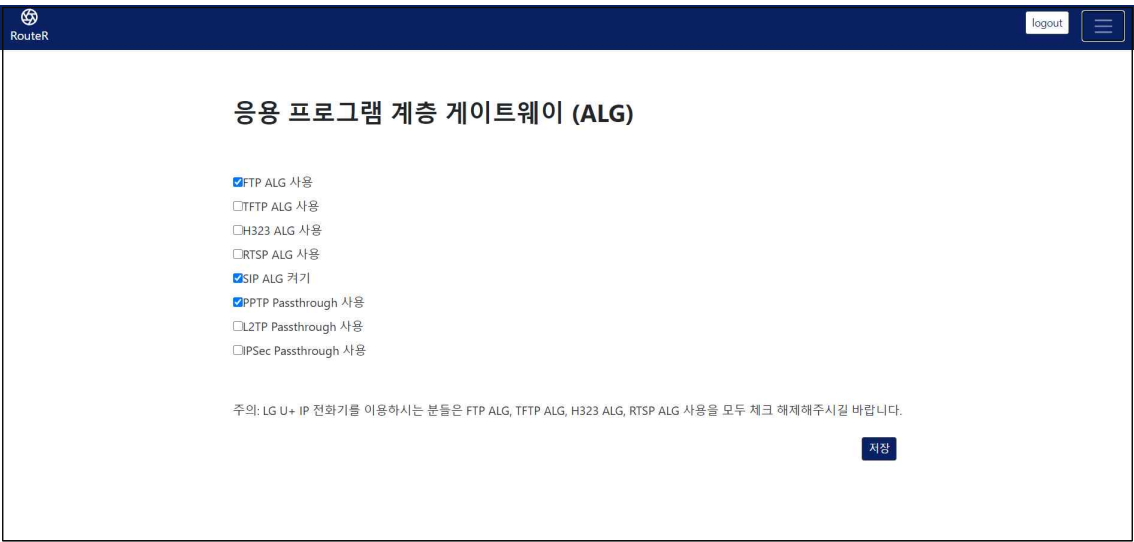 RouteR
logout
응용 프로그램 계층 게이트웨이 (ALG)
FTP ALG 사용
TFTP ALG 사용
H323 ALG 사용
RTSP ALG 사용
SIP ALG 켜기
PPTP Passthrough 사용
L2TP Passthrough 사용
IPSec Passthrough 사용
주의: LG U+ IP 전화기를 이용하시는 분들은 FTP ALG, TFTP ALG, H323 ALG, RTSP ALG 사용을 모두 체크 해제해주시길 바랍니다.
저장